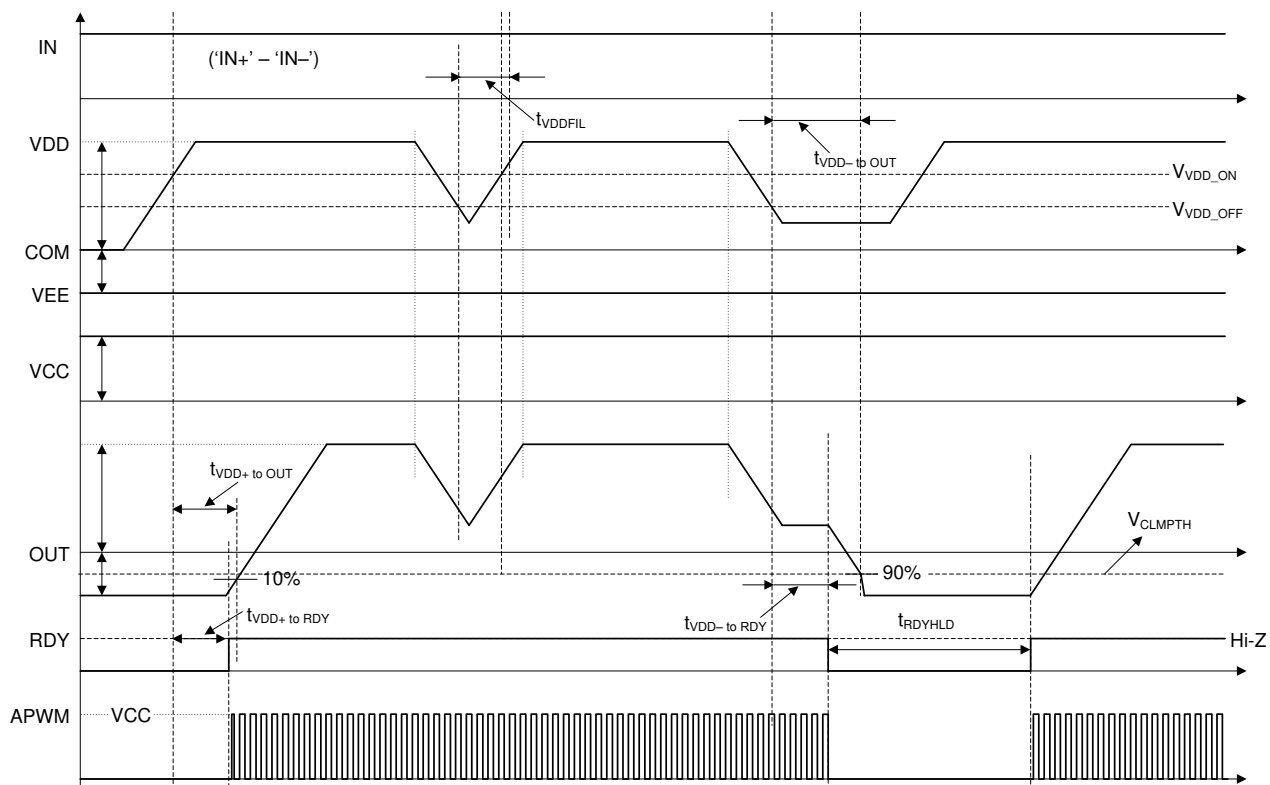 IN
('IN+' – 'IN–')
tVDDFIL
VDD
tVDD– to OUT
VVDD_ON
VVDD_OFF
COM
VEE
VCC
tVDD+ to OUT
VCLMPTH
OUT
10%
90%
tVDD+ to RDY
tVDD– to RDY
tRDYHLD
RDY
Hi-Z
APWM
VCC